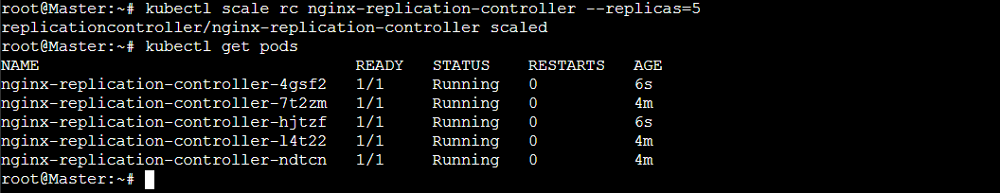 root@Master:~# kubectl scale rc nginx-replication-controller --replicas=5
replicationcontroller/nginx-replication-controller scaled
root@Master:~# kubectl get pods
NAME READY STATUS RESTARTS AGE
nginx-replication-controller-4gsf2 1/1 Running 0 6s
nginx-replication-controller-7t2zm 1/1 Running 0 4m
nginx-replication-controller-hjtzf 1/1 Running 0 6s
nginx-replication-controller-l4t22 1/1 Running 0 4m
nginx-replication-controller-ndtcn 1/1 Running 0 4m
root@Master:~#